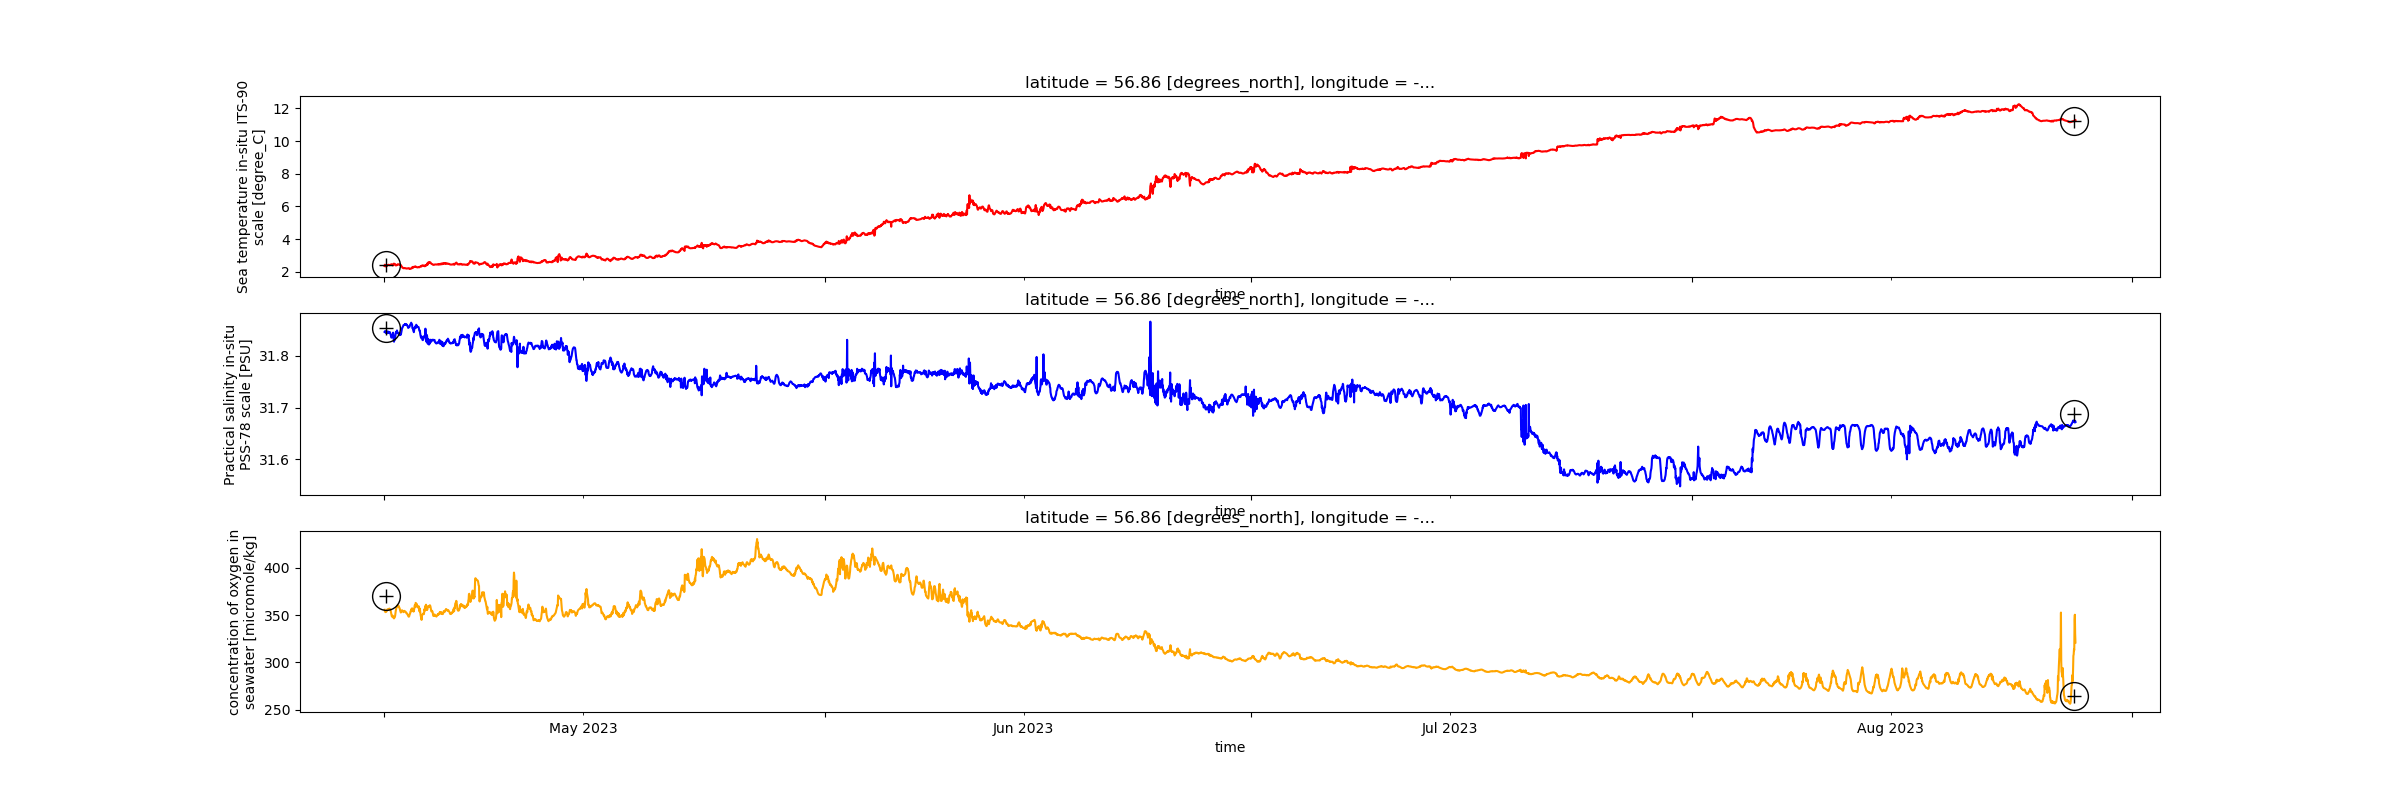 latitude = 56.86 [degrees_north], longitude = -...
Sea temperature in-situ ITS-90
scale [degree_C]
12
10
8
6
4
2
time
latitude = 56.86 [degrees_north], longitude = -...
Practical salinity in-situ
PSS-78 scale [PSU]
31.8
31.7
31.6
time
latitude = 56.86 [degrees_north], longitude = -...
concentration of oxygen in
seawater [micromole/kg]
400
350
300
250
May 2023 Jun 2023 Jul 2023 Aug 2023
time